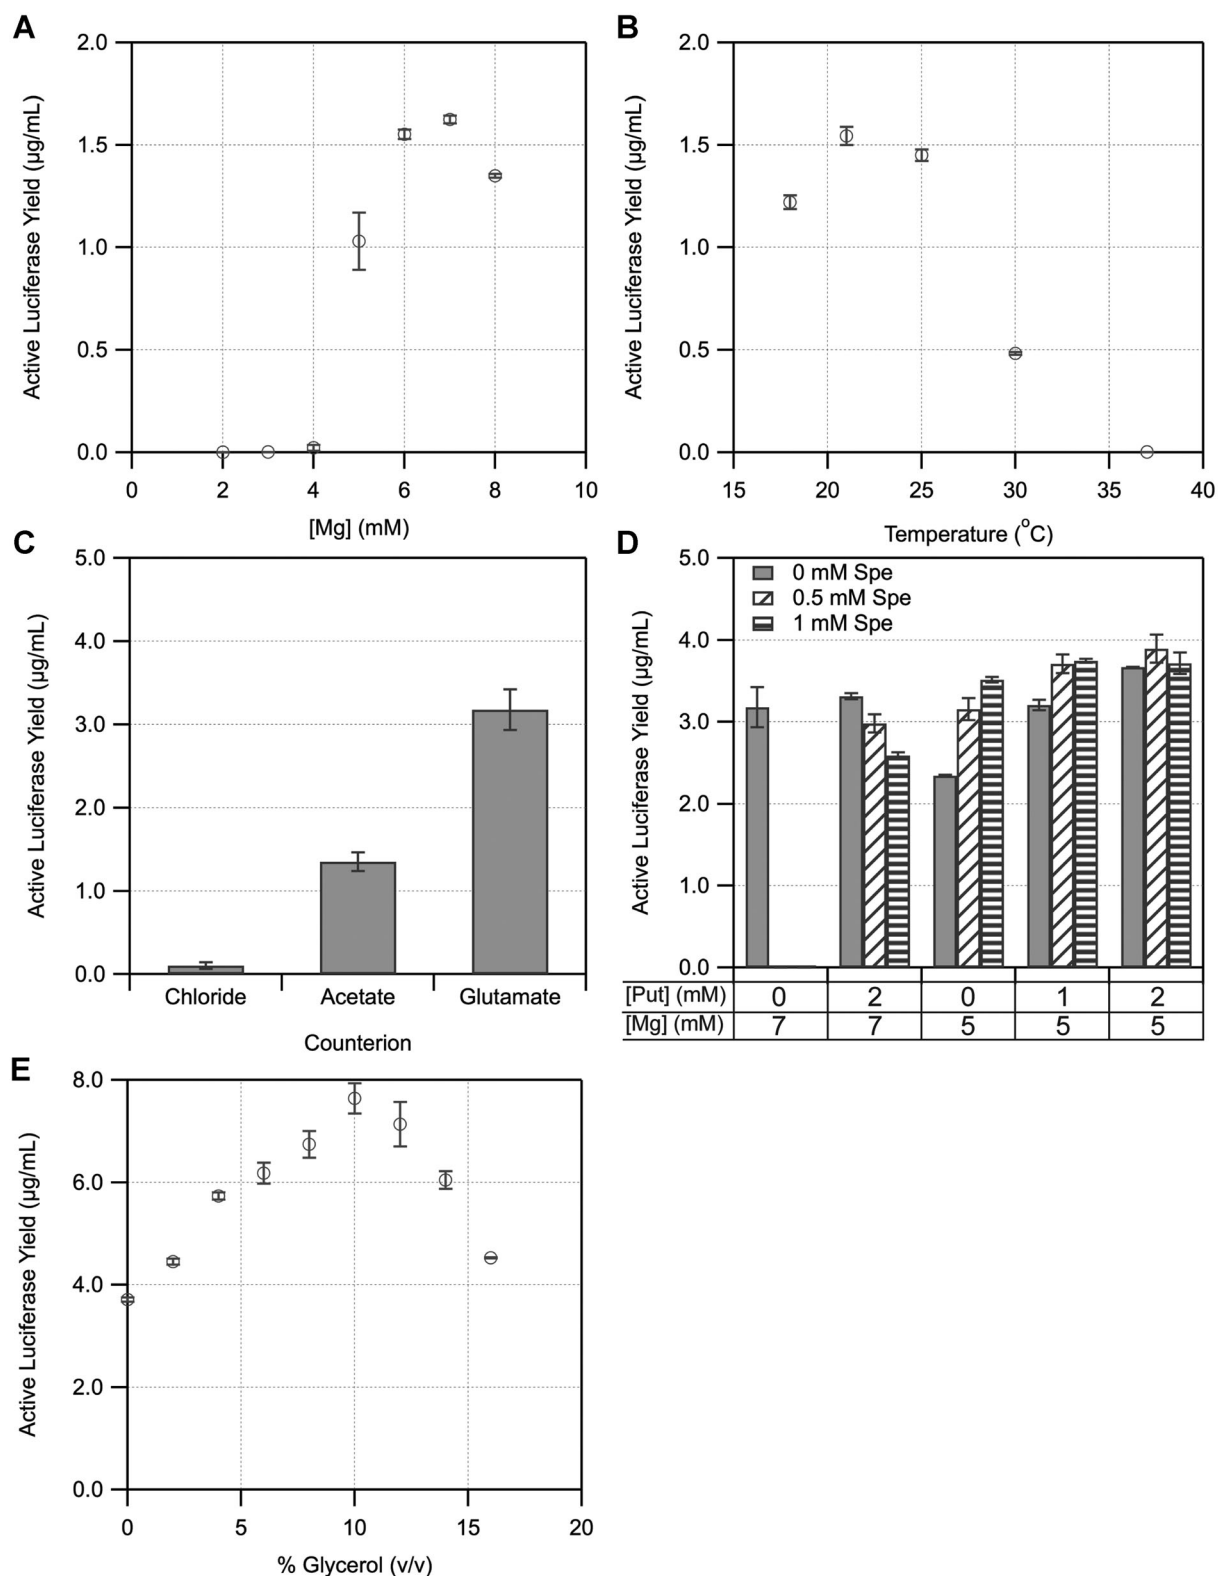 A
2.0
1.5
1.0
0.5
0.0
0 2 4 6 8 10
[Mg] (mM)
Active Luciferase Yield (µg/mL)
B
2.0
1.5
1.0
0.5
0.0
15 20 25 30 35 40
Temperature (°C)
Active Luciferase Yield (µg/mL)
C
5.0
4.0
3.0
2.0
1.0
0.0
Chloride Acetate Glutamate
Counterion
Active Luciferase Yield (µg/mL)
D
5.0
4.0
3.0
2.0
1.0
0.0
0 mM Spe
0.5 mM Spe
1 mM Spe
Active Luciferase Yield (µg/mL)
[Put] (mM) 0 2 0 1 2
[Mg] (mM) 7 7 5 5 5
E
8.0
6.0
4.0
2.0
0.0
0 5 10 15 20
% Glycerol (v/v)
Active Luciferase Yield (µg/mL)